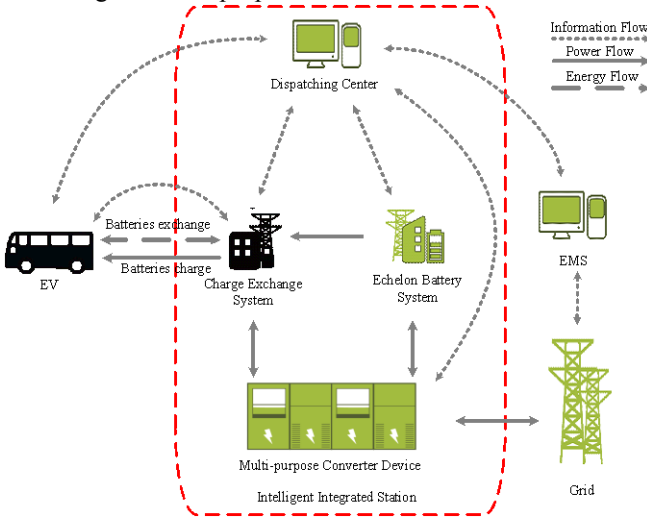 Information Flow
Power Flow
Energy Flow
Dispatching Center
Batteries exchange
Batteries charge
EV
Charge Exchange
System
Echelon Battery
System
EMS
Multi-purpose Converter Device
Intelligent Integrated Station
Grid